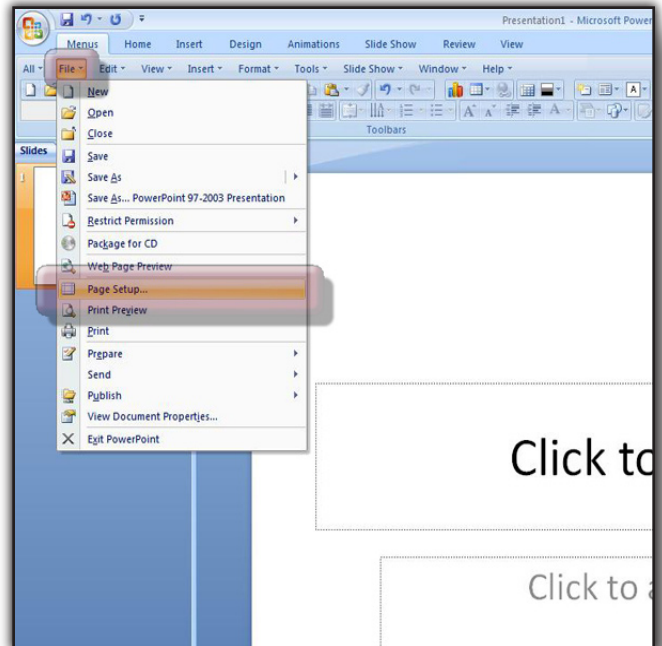 Presentation1 - Microsoft Power
Menus Home Insert Design Animations Slide Show Review View
All File Edit View Insert Format Tools Slide Show Window Help
New
Open
Close
Toolbars
Slides
Save
1
Save As
Save As... PowerPoint 97-2003 Presentation
Restrict Permission
Package for CD
Web Page Preview
Page Setup...
Print Preview
Print
Prepare
Send
Publish
View Document Properties...
Exit PowerPoint
Click to
Click to a